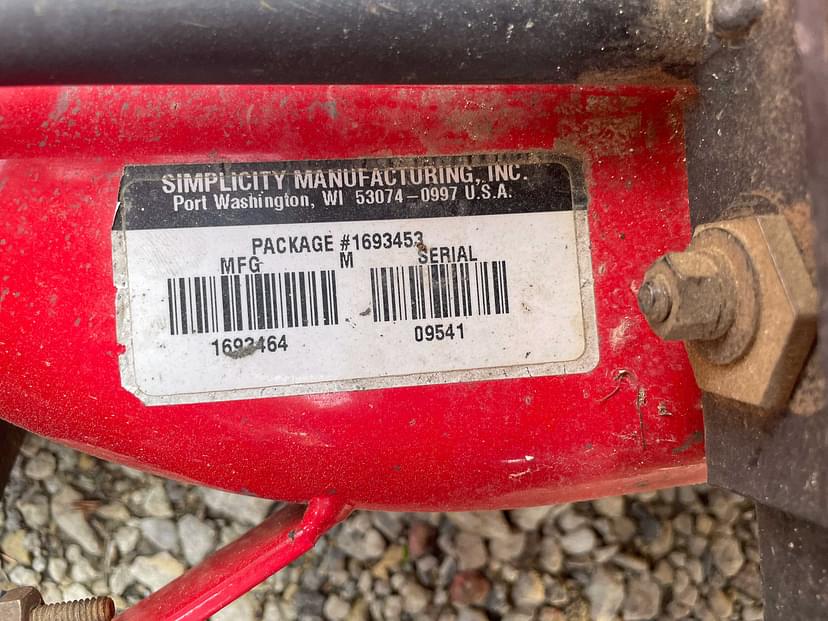 SIMPLICITY MANUFACTURING, INC.
Port Washington, WI 53074-0997 U.S.A.
PACKAGE #1693453
MFG M SERIAL
1693464 09541